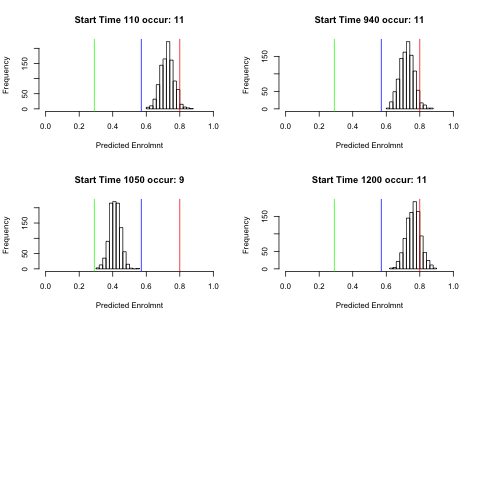 Start Time 110 occur: 11
Frequency
0 50 150
0.0 0.2 0.4 0.6 0.8 1.0
Predicted Enrolmnt
Start Time 940 occur: 11
Frequency
0 50 150
0.0 0.2 0.4 0.6 0.8 1.0
Predicted Enrolmnt
Start Time 1050 occur: 9
Frequency
0 50 150
0.0 0.2 0.4 0.6 0.8 1.0
Predicted Enrolmnt
Start Time 1200 occur: 11
Frequency
0 50 150
0.0 0.2 0.4 0.6 0.8 1.0
Predicted Enrolmnt